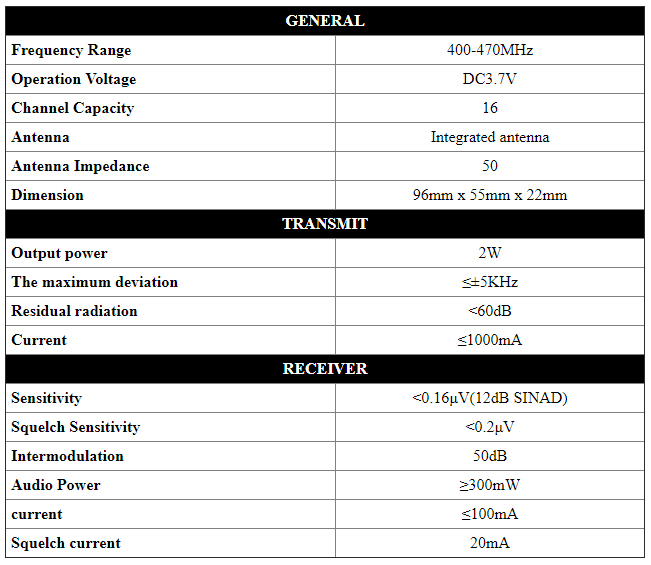 GENERAL
Frequency Range 400-470MHz
Operation Voltage DC3.7V
Channel Capacity 16
Antenna Integrated antenna
Antenna Impedance 50
Dimension 96mm x 55mm x 22mm
TRANSMIT
Output power 2W
The maximum deviation ≤±5KHz
Residual radiation <60dB
Current ≤1000mA
RECEIVER
Sensitivity <0.16μV(12dB SINAD)
Squelch Sensitivity <0.2μV
Intermodulation 50dB
Audio Power ≥300mW
current ≤100mA
Squelch current 20mA